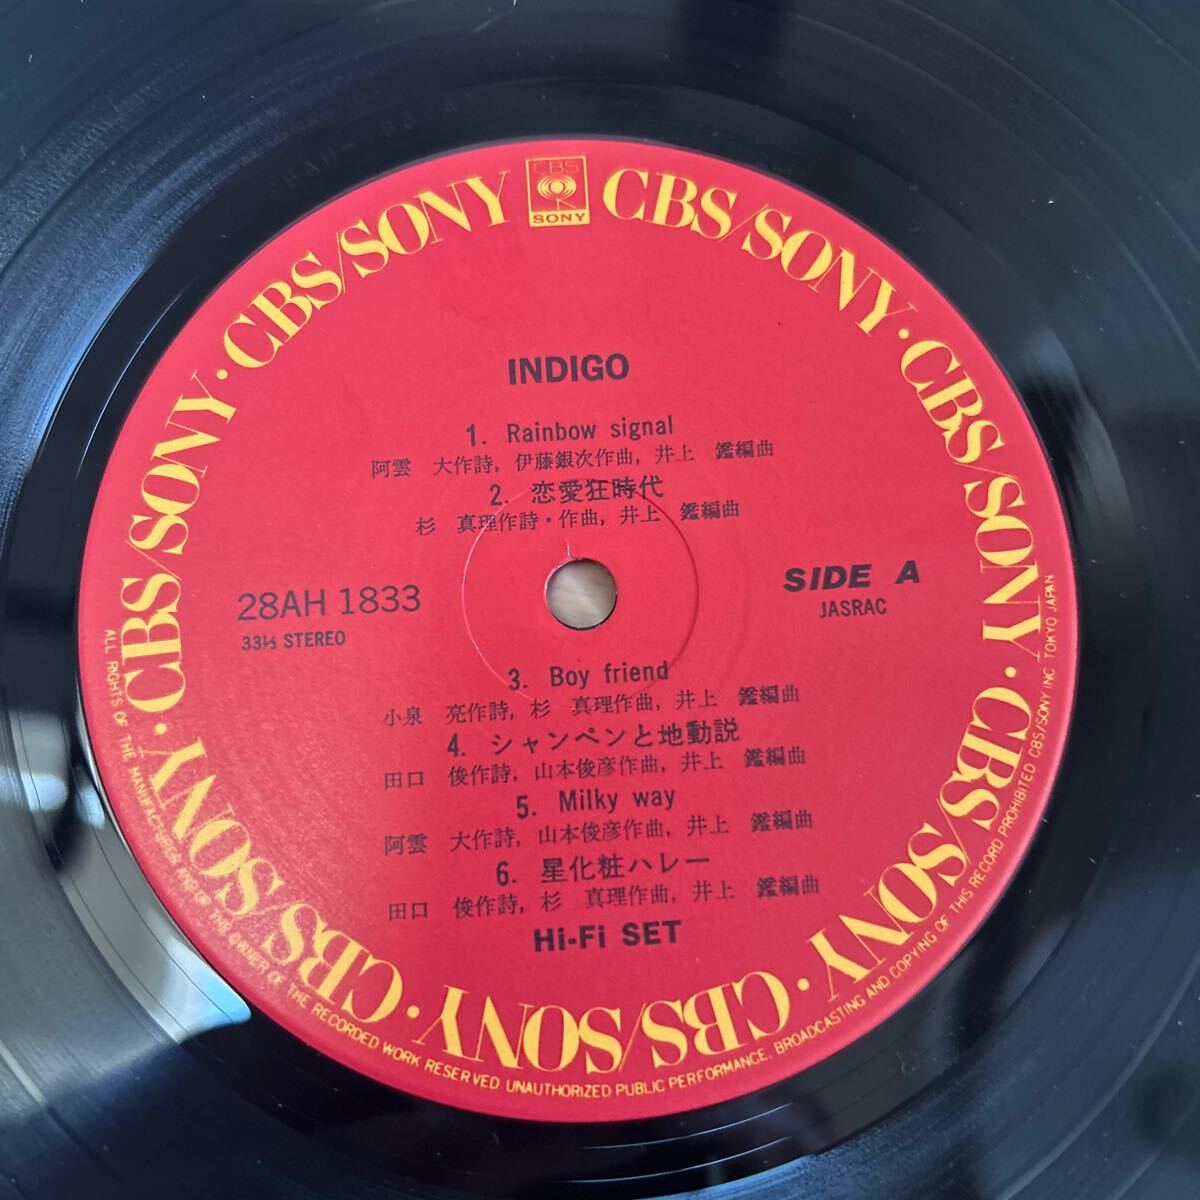 CBS
SONY
CBS/SONY · CBS/SONY · CBS/SONY · CBS/SONY · CBS/SONY · CBS/SONY · CBS/SONY · CBS/SONY · CBS/SONY · CBS/SONY
INDIGO
1. Rainbow signal
阿雲 大作詩, 伊藤銀次作曲, 井上 鑑編曲
2. 恋愛狂時代
杉 真理作詩・作曲, 井上 鑑編曲
28AH 1833
33⅓ STEREO
SIDE A
JASRAC
3. Boy friend
小泉 亮作詩, 杉 真理作曲, 井上 鑑編曲
4. シャンペンと地動説
田口 俊作詩, 山本俊彦作曲, 井上 鑑編曲
5. Milky way
阿雲 大作詩, 山本俊彦作曲, 井上 鑑編曲
6. 星化粧ハレー
田口 俊作詩, 杉 真理作曲, 井上 鑑編曲
Hi-Fi SET
ALL RIGHTS OF THE MANUFACTURER AND OF THE OWNER OF THE RECORDED WORK RESERVED. UNAUTHORIZED PUBLIC PERFORMANCE, BROADCASTING AND COPYING OF THIS RECORD PROHIBITED CBS/SONY INC. TOKYO JAPAN